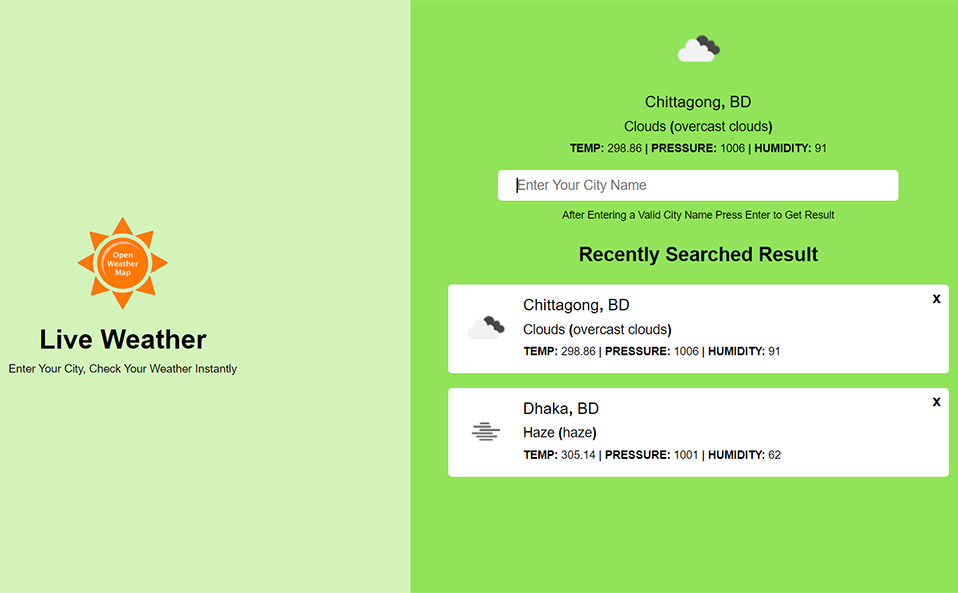 Open
Weather
Map
Live Weather
Enter Your City, Check Your Weather Instantly
Chittagong, BD
Clouds (overcast clouds)
TEMP: 298.86 | PRESSURE: 1006 | HUMIDITY: 91
Enter Your City Name
After Entering a Valid City Name Press Enter to Get Result
Recently Searched Result
X
Chittagong, BD
Clouds (overcast clouds)
TEMP: 298.86 | PRESSURE: 1006 | HUMIDITY: 91
X
Dhaka, BD
Haze (haze)
TEMP: 305.14 | PRESSURE: 1001 | HUMIDITY: 62